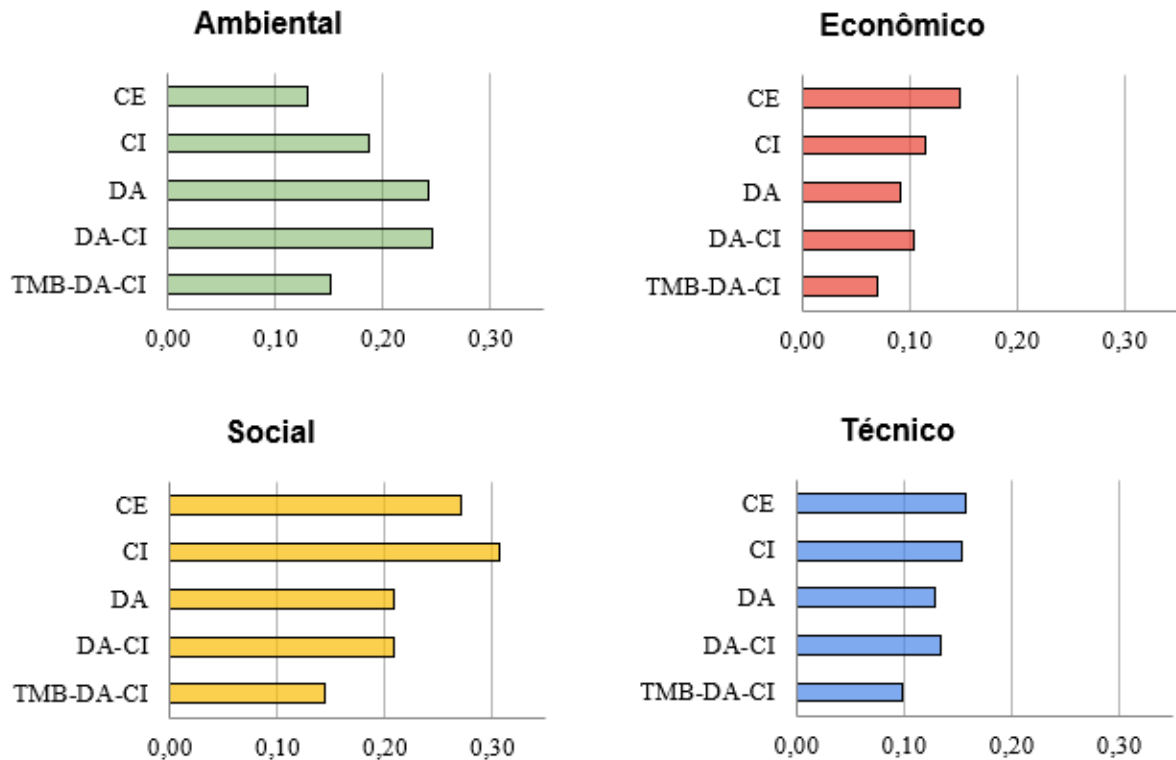 Ambiental
CE
CI
DA
DA-CI
TMB-DA-CI
0,00 0,10 0,20 0,30
Econômico
CE
CI
DA
DA-CI
TMB-DA-CI
0,00 0,10 0,20 0,30
Social
CE
CI
DA
DA-CI
TMB-DA-CI
0,00 0,10 0,20 0,30
Técnico
CE
CI
DA
DA-CI
TMB-DA-CI
0,00 0,10 0,20 0,30